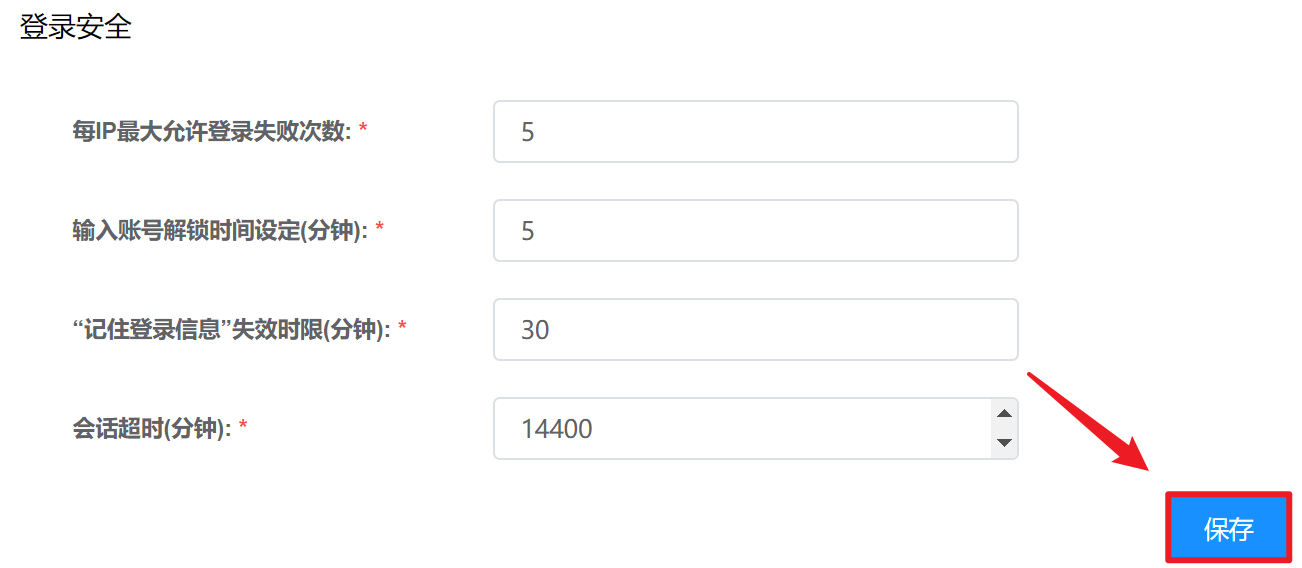 登录安全
每IP最大允许登录失败次数: *
5
输入账号解锁时间设定(分钟): *
5
“记住登录信息”失效时限(分钟): *
30
会话超时(分钟): *
14400
保存